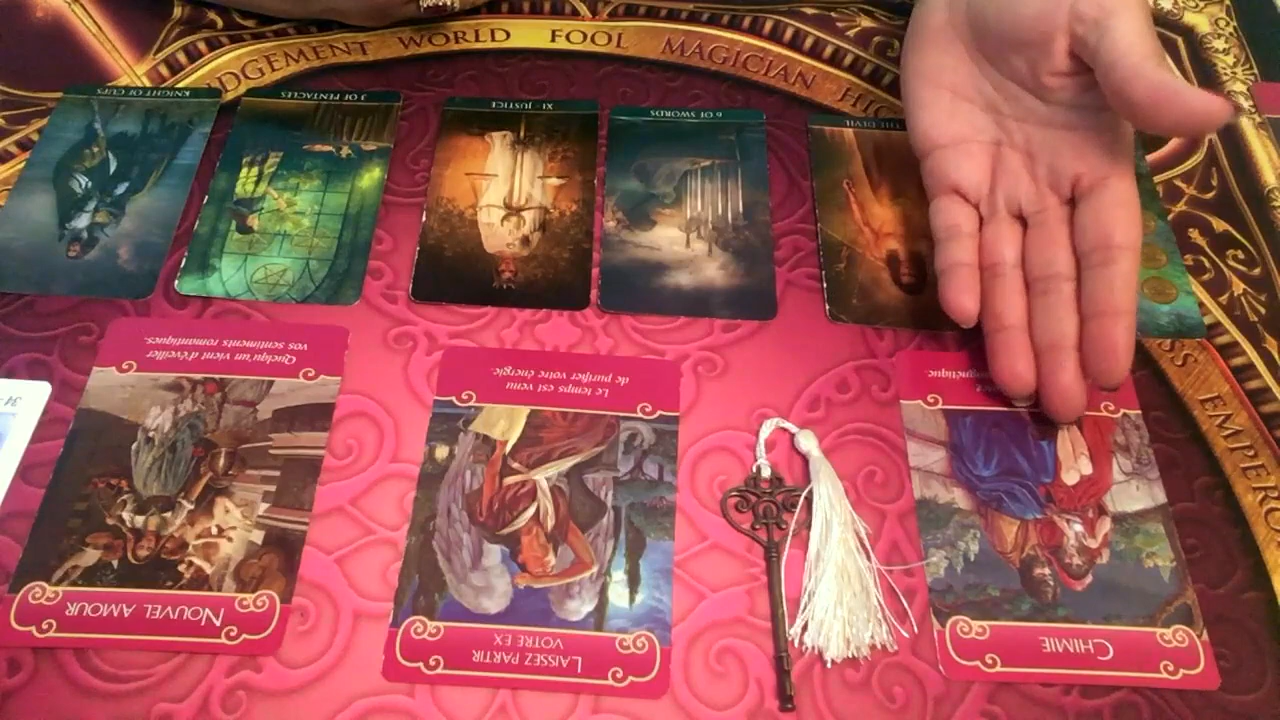 JUDGEMENT WORLD FOOL MAGICIAN
KNIGHT OF CUPS
3 OF PENTACLES
XI - JUSTICE
6 OF SWORDS
THE DEVIL
EMPERO
Quelqu'un vient d'éveiller
vos sentiments romantiques.
NOUVEL AMOUR
Le temps est venu
de purifier votre énergie.
LAISSEZ PARTIR
VOTRE EX
CHIMIE
34